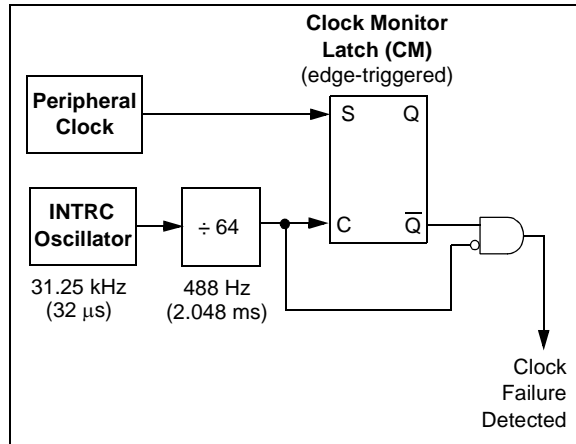 Clock Monitor
Latch (CM)
(edge-triggered)
Peripheral
Clock
S
Q
INTRC
Oscillator
÷ 64
C
Q̅
31.25 kHz
(32 μs)
488 Hz
(2.048 ms)
Clock
Failure
Detected